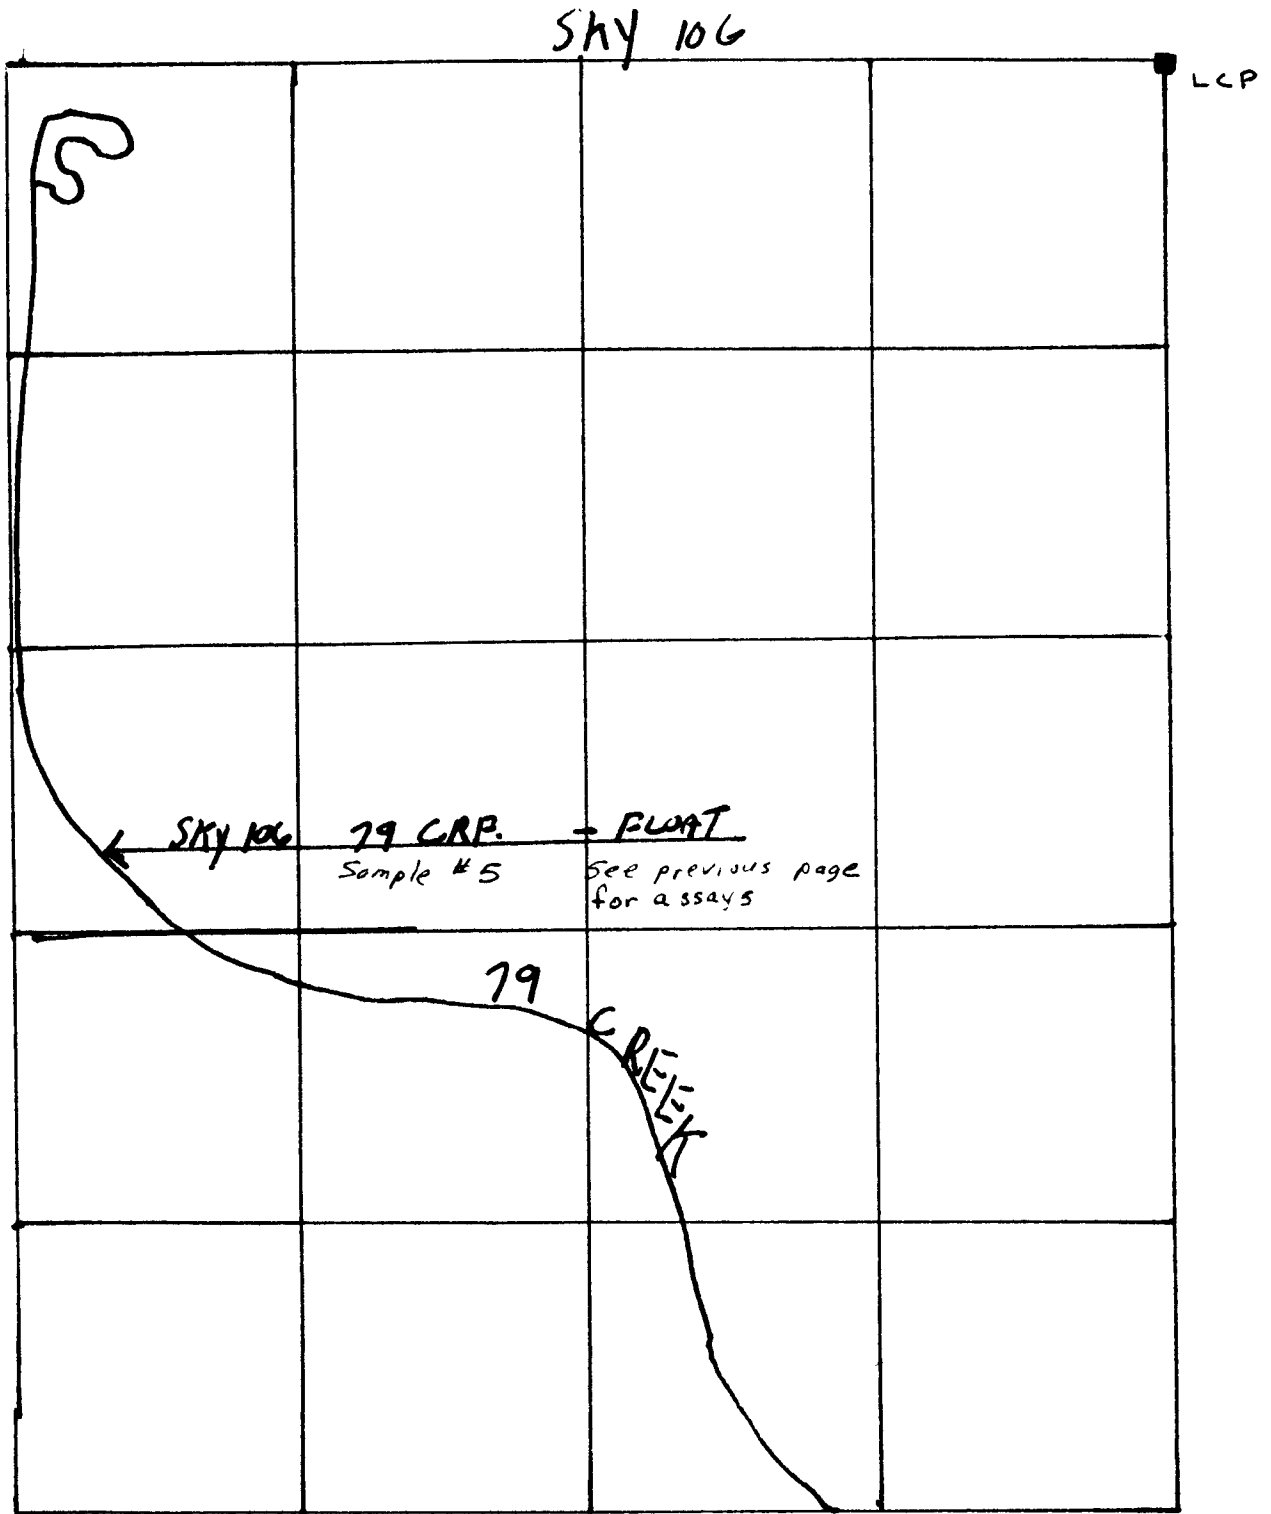 SKY 106
LCP
SKY 106 79 CRP. - FLOAT
Sample #5 See previous page
for assays
79 CREEK